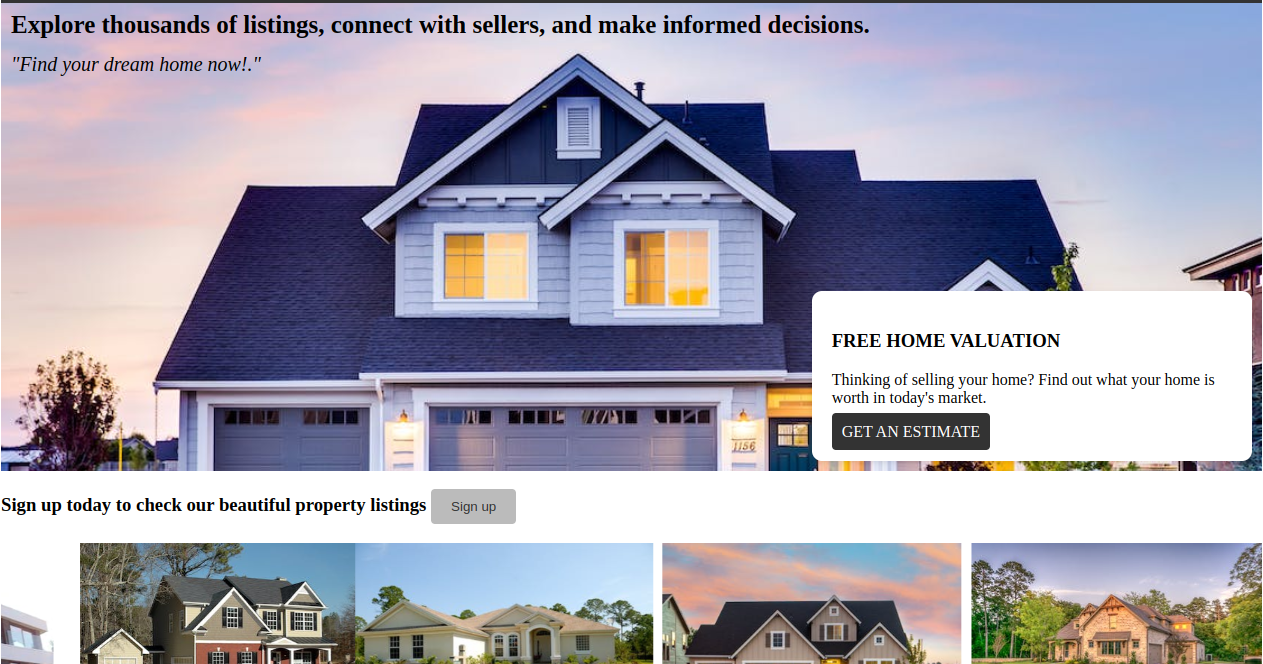 Explore thousands of listings, connect with sellers, and make informed decisions.
"Find your dream home now!."
1156
FREE HOME VALUATION
Thinking of selling your home? Find out what your home is
worth in today's market.
GET AN ESTIMATE
Sign up today to check our beautiful property listings Sign up